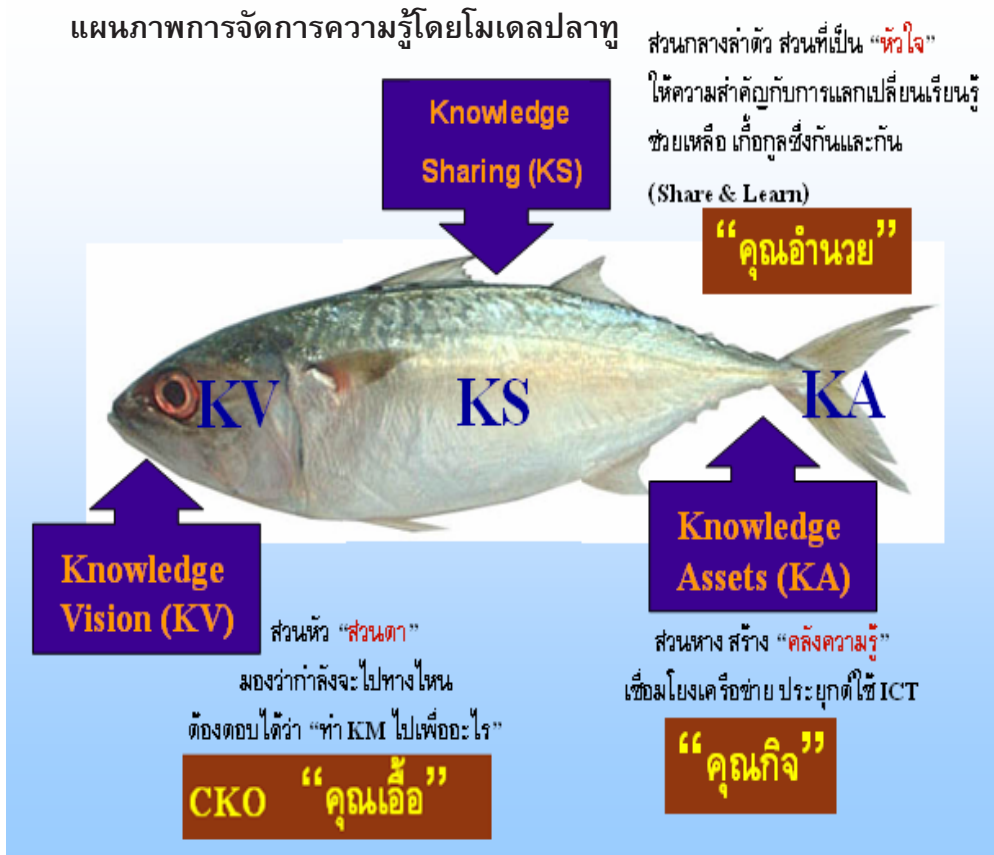 แผนภาพการจัดการความรู้โดยโมเดลปลาทู
ส่วนกลางลำตัว ส่วนที่เป็น “หัวใจ”
ให้ความสำคัญกับการแลกเปลี่ยนเรียนรู้
ช่วยเหลือ เกื้อกูลซึ่งกันและกัน
(Share & Learn)
“คุณอำนวย”
Knowledge
Sharing (KS)
KV
KS
KA
Knowledge
Vision (KV)
ส่วนหัว “ส่วนตา”
มองว่ากำลังจะไปทางไหน
ต้องตอบได้ว่า “ทำ KM ไปเพื่ออะไร”
CKO “คุณเอื้อ”
Knowledge
Assets (KA)
ส่วนหาง สร้าง “คลังความรู้”
เชื่อมโยงเครือข่าย ประยุกต์ใช้ ICT
“คุณกิจ”